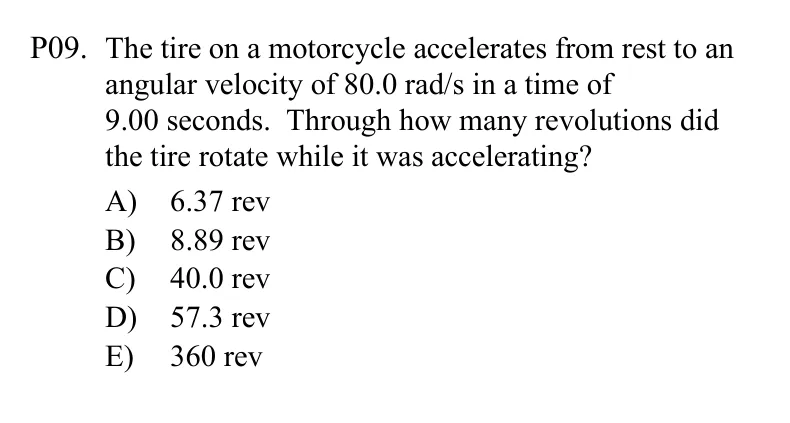 P09. The tire on a motorcycle accelerates from rest to an
angular velocity of 80.0 rad/s in a time of
9.00 seconds. Through how many revolutions did
the tire rotate while it was accelerating?
A) 6.37 rev
B) 8.89 rev
C) 40.0 rev
D) 57.3 rev
E) 360 rev